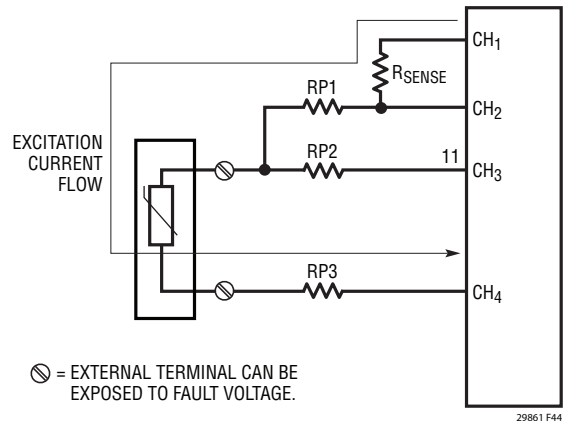 CH1
RSENSE
RP1
CH2
EXCITATION
CURRENT
FLOW
RP2
11
CH3
RP3
CH4
= EXTERNAL TERMINAL CAN BE
EXPOSED TO FAULT VOLTAGE.
29861 F44